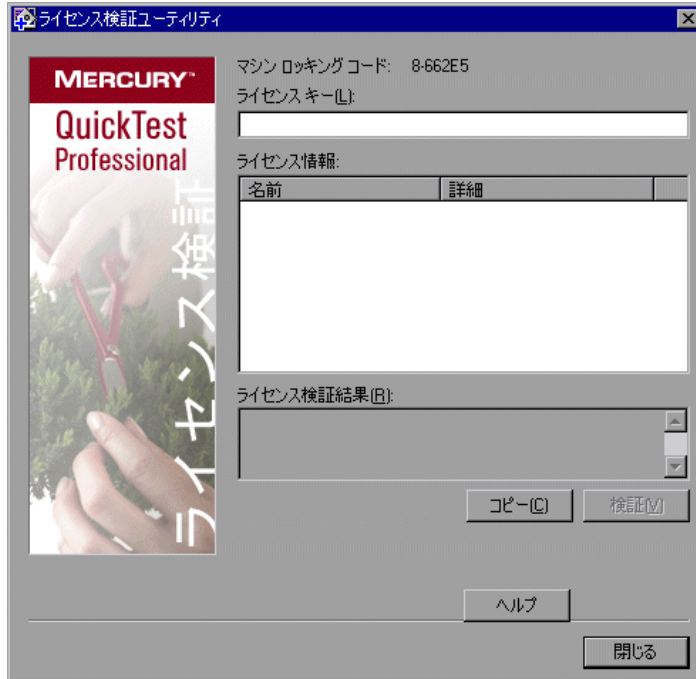 ライセンス検証ユーティリティ
MERCURY™
QuickTest
Professional
ライセンス検証
マシン ロッキング コード: 8-662E5
ライセンス キー(L):
ライセンス情報:
名前 詳細
ライセンス検証結果(R):
コピー(C) 検証(V)
ヘルプ
閉じる